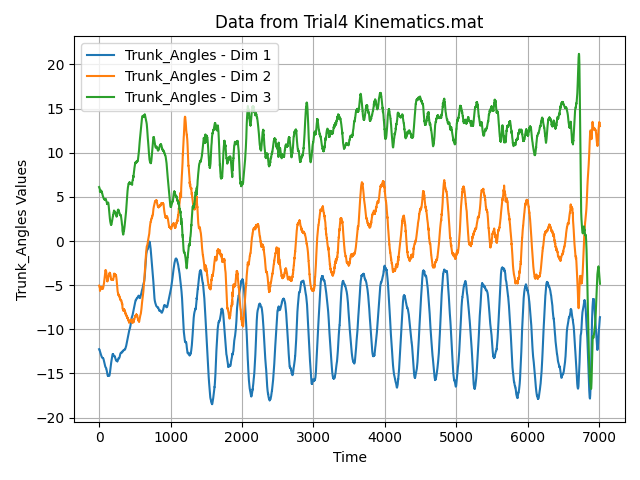 Data from Trial4 Kinematics.mat
Trunk_Angles - Dim 1
Trunk_Angles - Dim 2
Trunk_Angles - Dim 3
Trunk_Angles Values
20
15
10
5
0
−5
−10
−15
−20
0 1000 2000 3000 4000 5000 6000 7000
Time